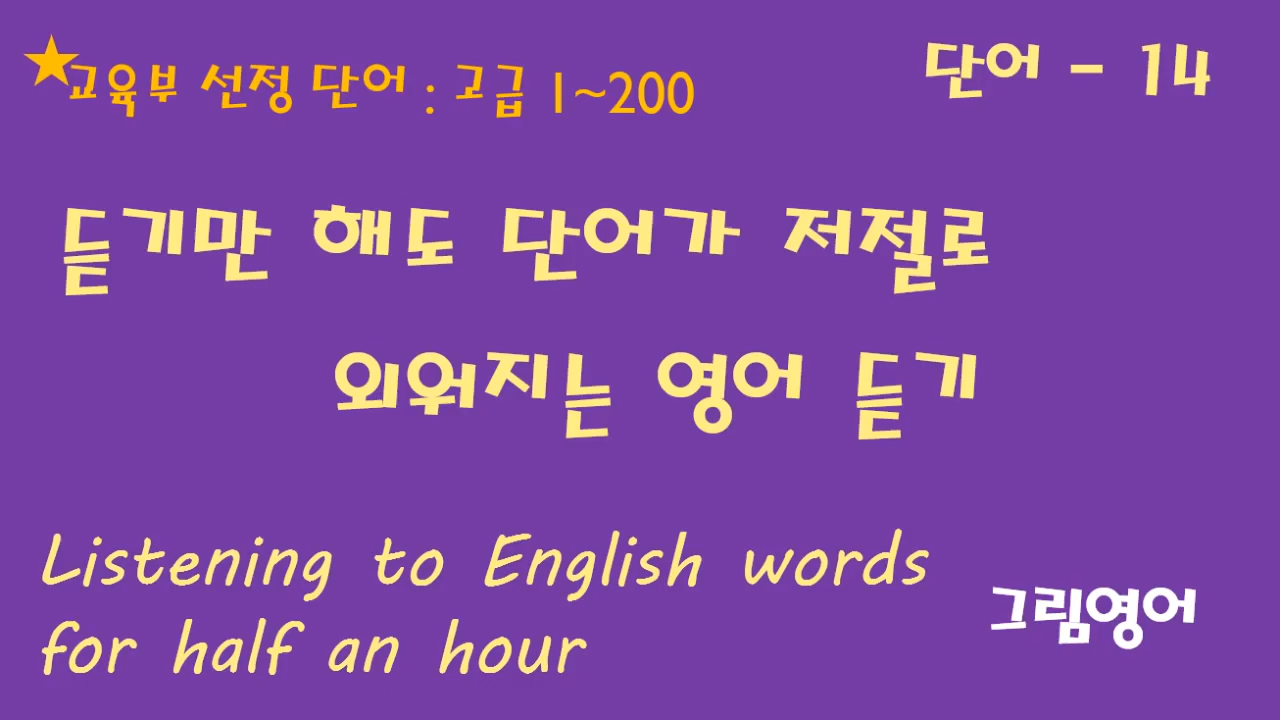 ★교육부 선정 단어 : 고급 1~200
단어 - 14
듣기만 해도 단어가 저절로
외워지는 영어 듣기
Listening to English words
for half an hour
그림영어